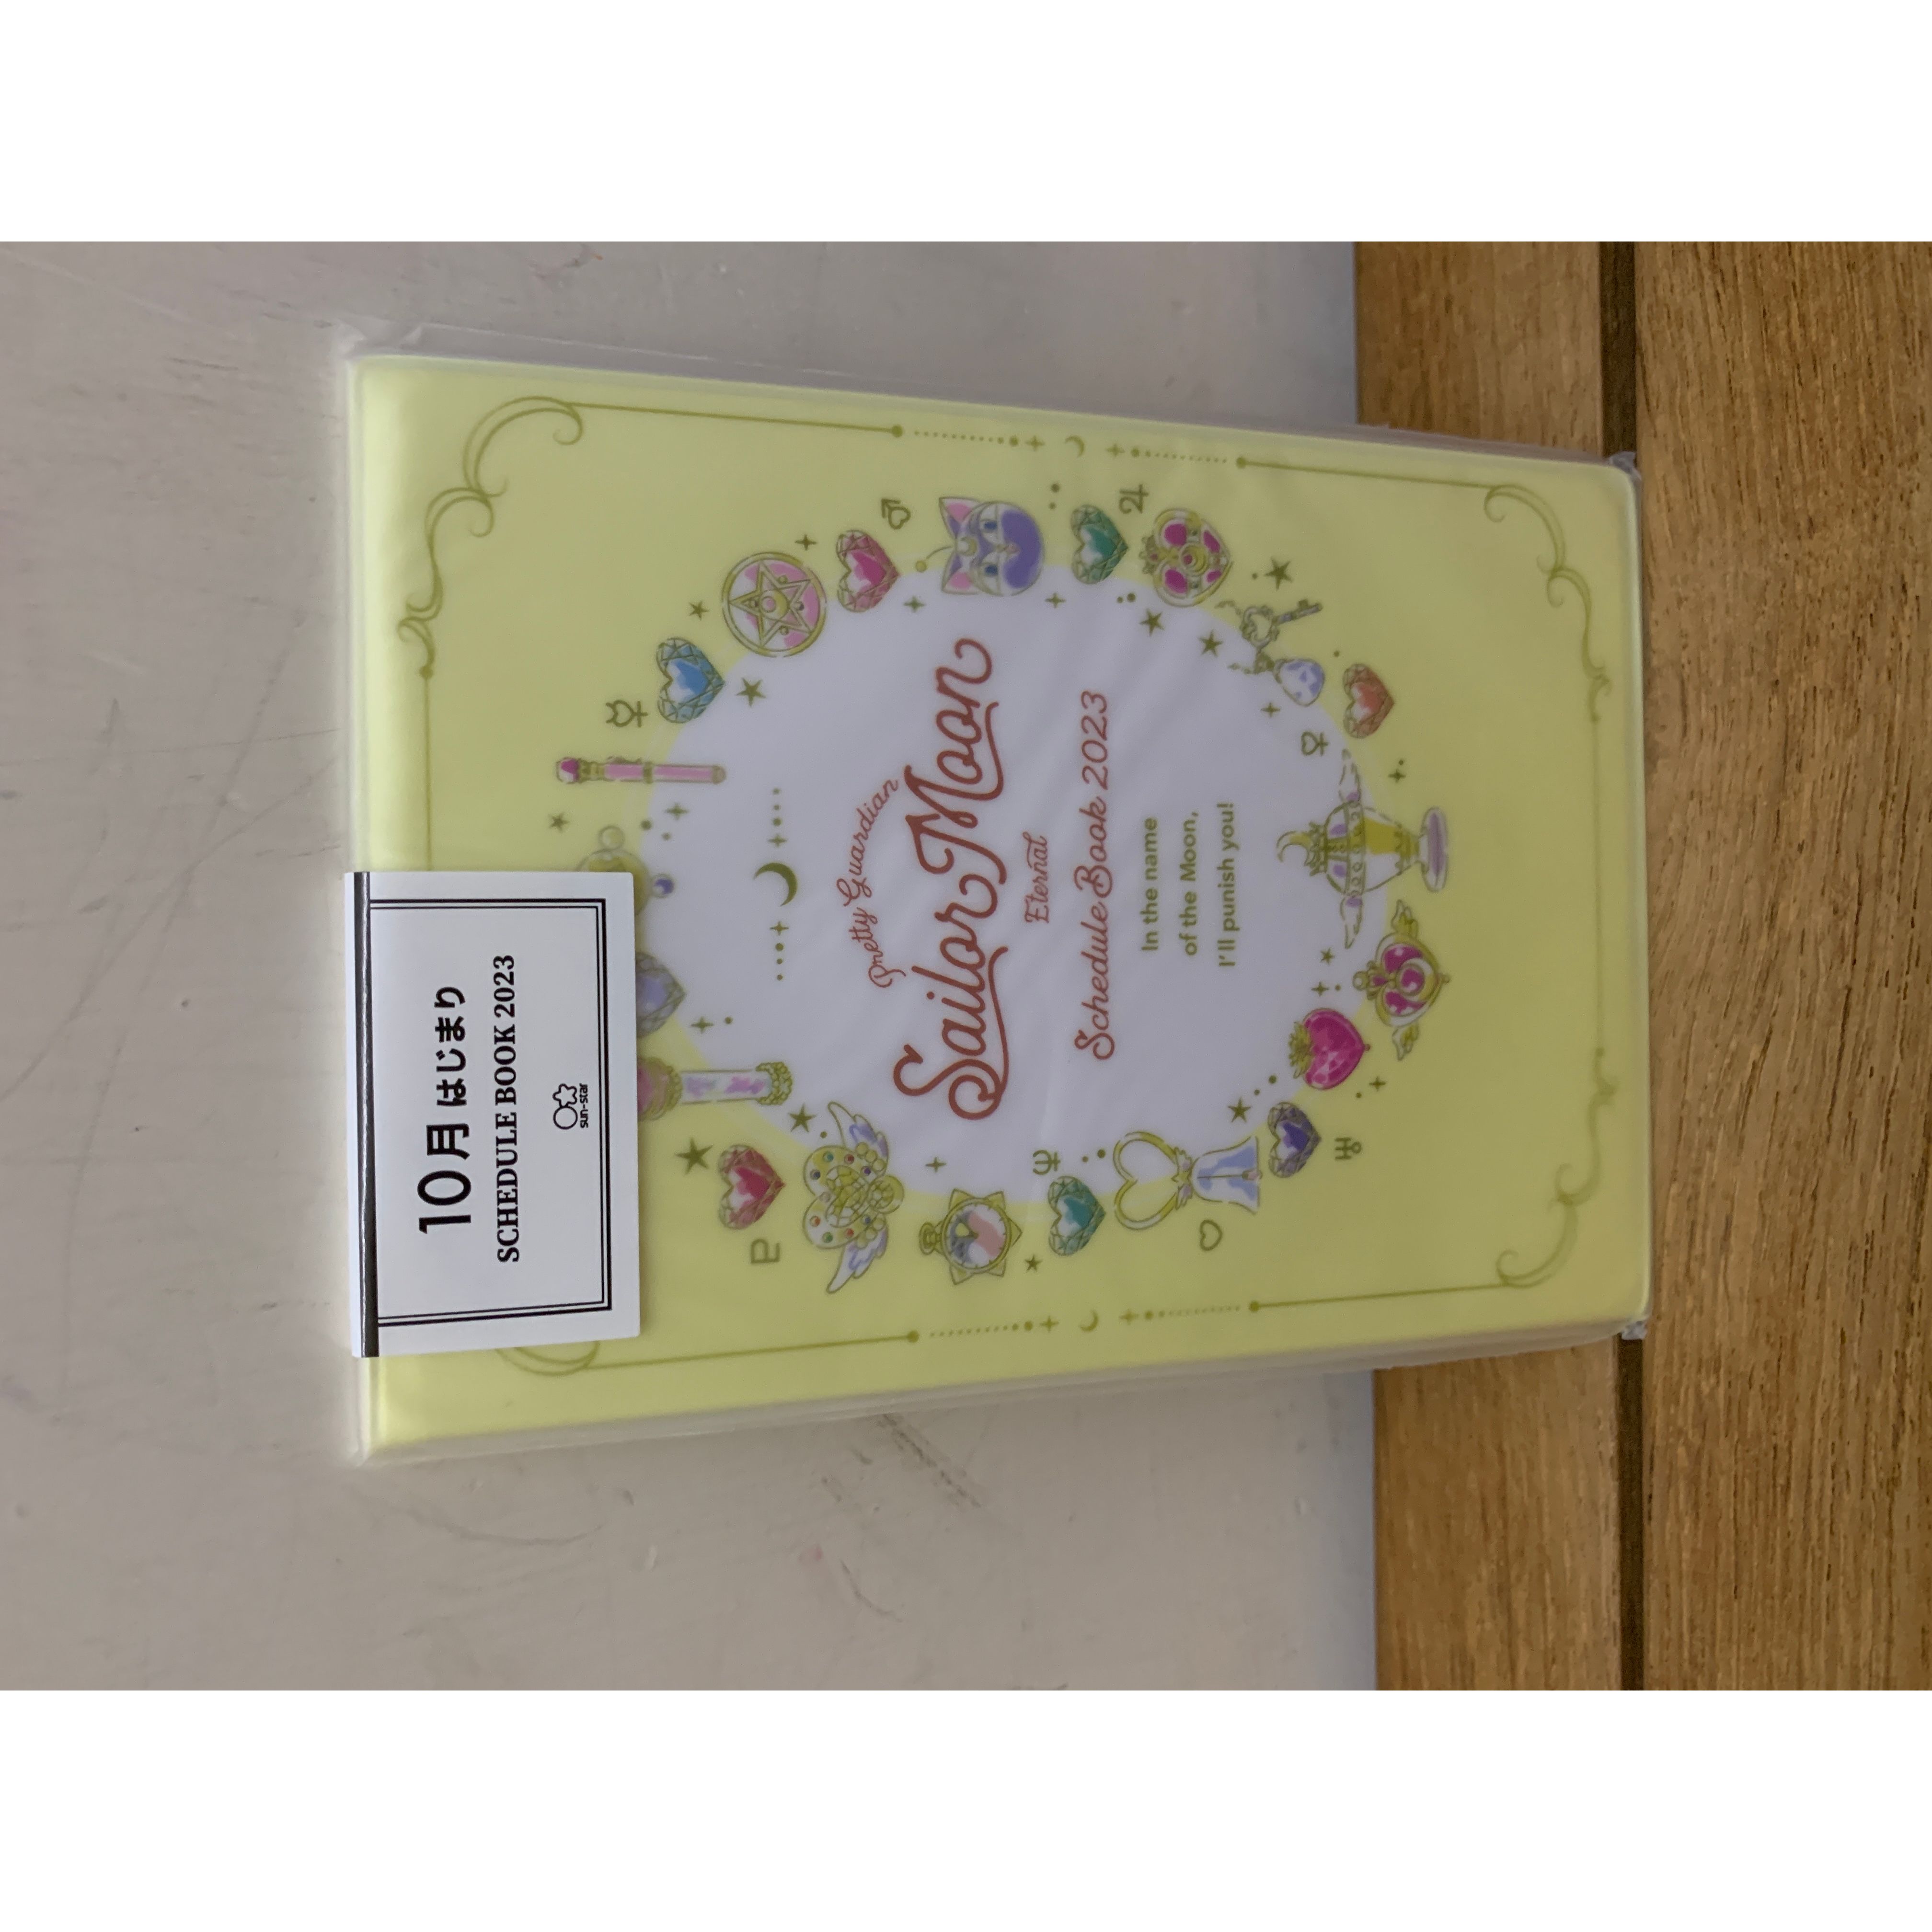 10月 はじまり
SCHEDULE BOOK 2023
sun-star
Pretty Guardian
Sailor Moon
Eternal
Schedule Book 2023
In the name
of the Moon,
I'll punish you!